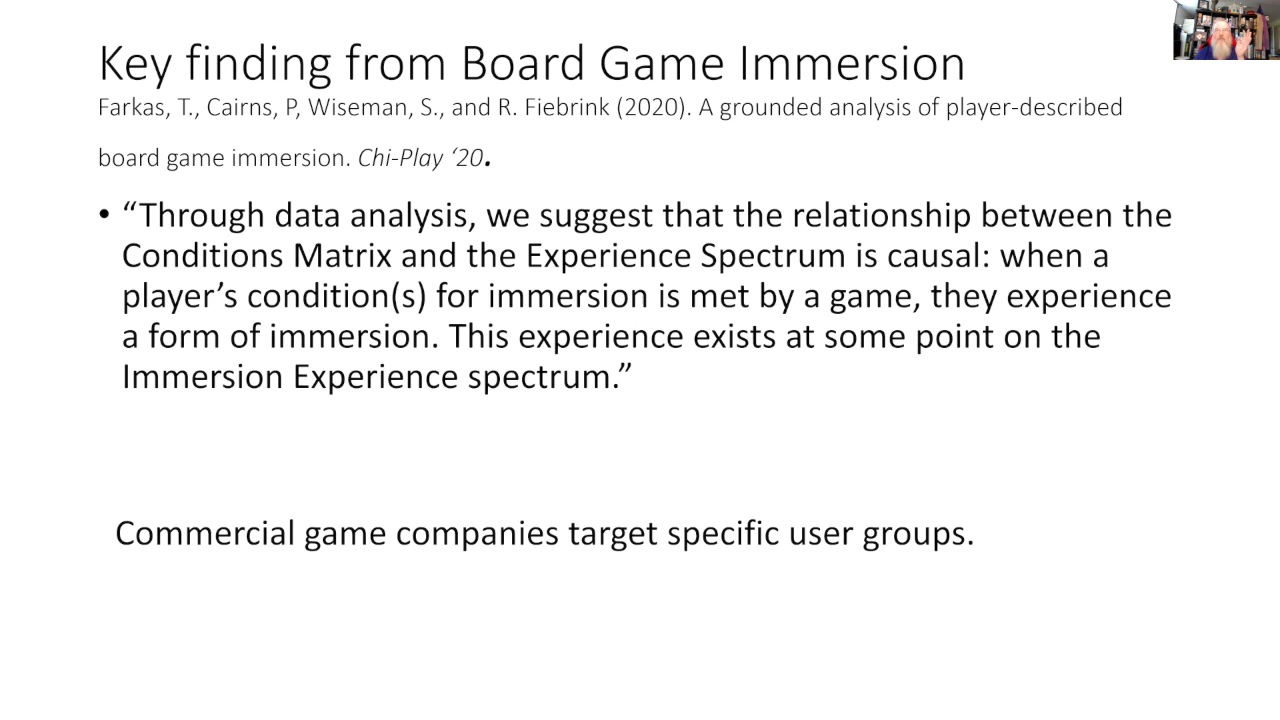 Key finding from Board Game Immersion
Farkas, T., Cairns, P, Wiseman, S., and R. Fiebrink (2020). A grounded analysis of player-described
board game immersion. Chi-Play ‘20.
• “Through data analysis, we suggest that the relationship between the
Conditions Matrix and the Experience Spectrum is causal: when a
player’s condition(s) for immersion is met by a game, they experience
a form of immersion. This experience exists at some point on the
Immersion Experience spectrum.”
Commercial game companies target specific user groups.